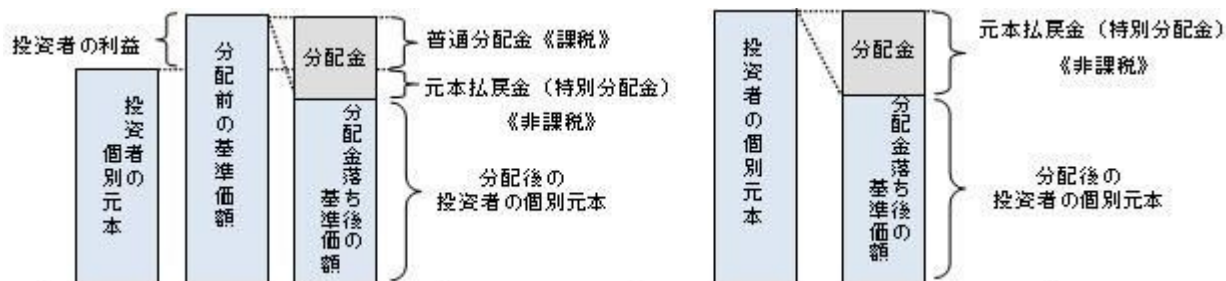 投資者の利益
投資者の
個別元本
分配前の基準価額
分配金
分配金落ち後の
基準価額
普通分配金《課税》
元本払戻金（特別分配金）
《非課税》
分配後の
投資者の個別元本
投資者の個別元本
分配金
分配金落ち後の
基準価額
元本払戻金（特別分配金）
《非課税》
分配後の
投資者の個別元本